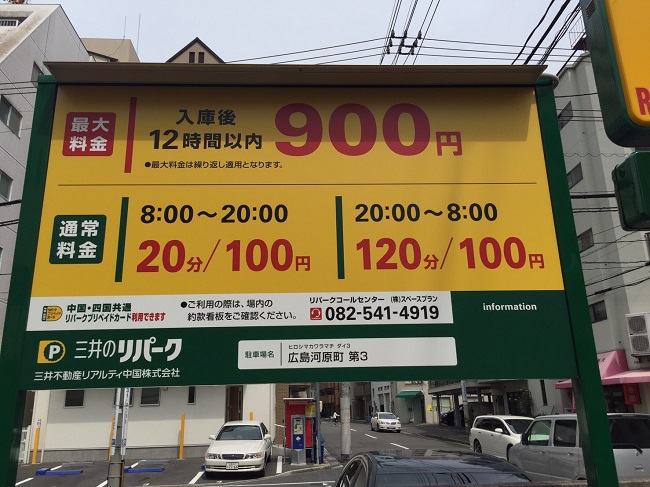 最大料金
入庫後
12時間以内
900円
●最大料金は繰り返し適用となります。
通常料金
8:00～20:00
20分/100円
20:00～8:00
120分/100円
中国・四国共通
リパークプリペイドカード利用できます
●ご利用の際は、場内の
約款看板をご確認ください。
リパークコールセンター (株)スペースプラン
082-541-4919
information
P 三井のリパーク
三井不動産リアルティ中国株式会社
駐車場名
ヒロシマカワラマチ ダイ3
広島河原町 第3
R